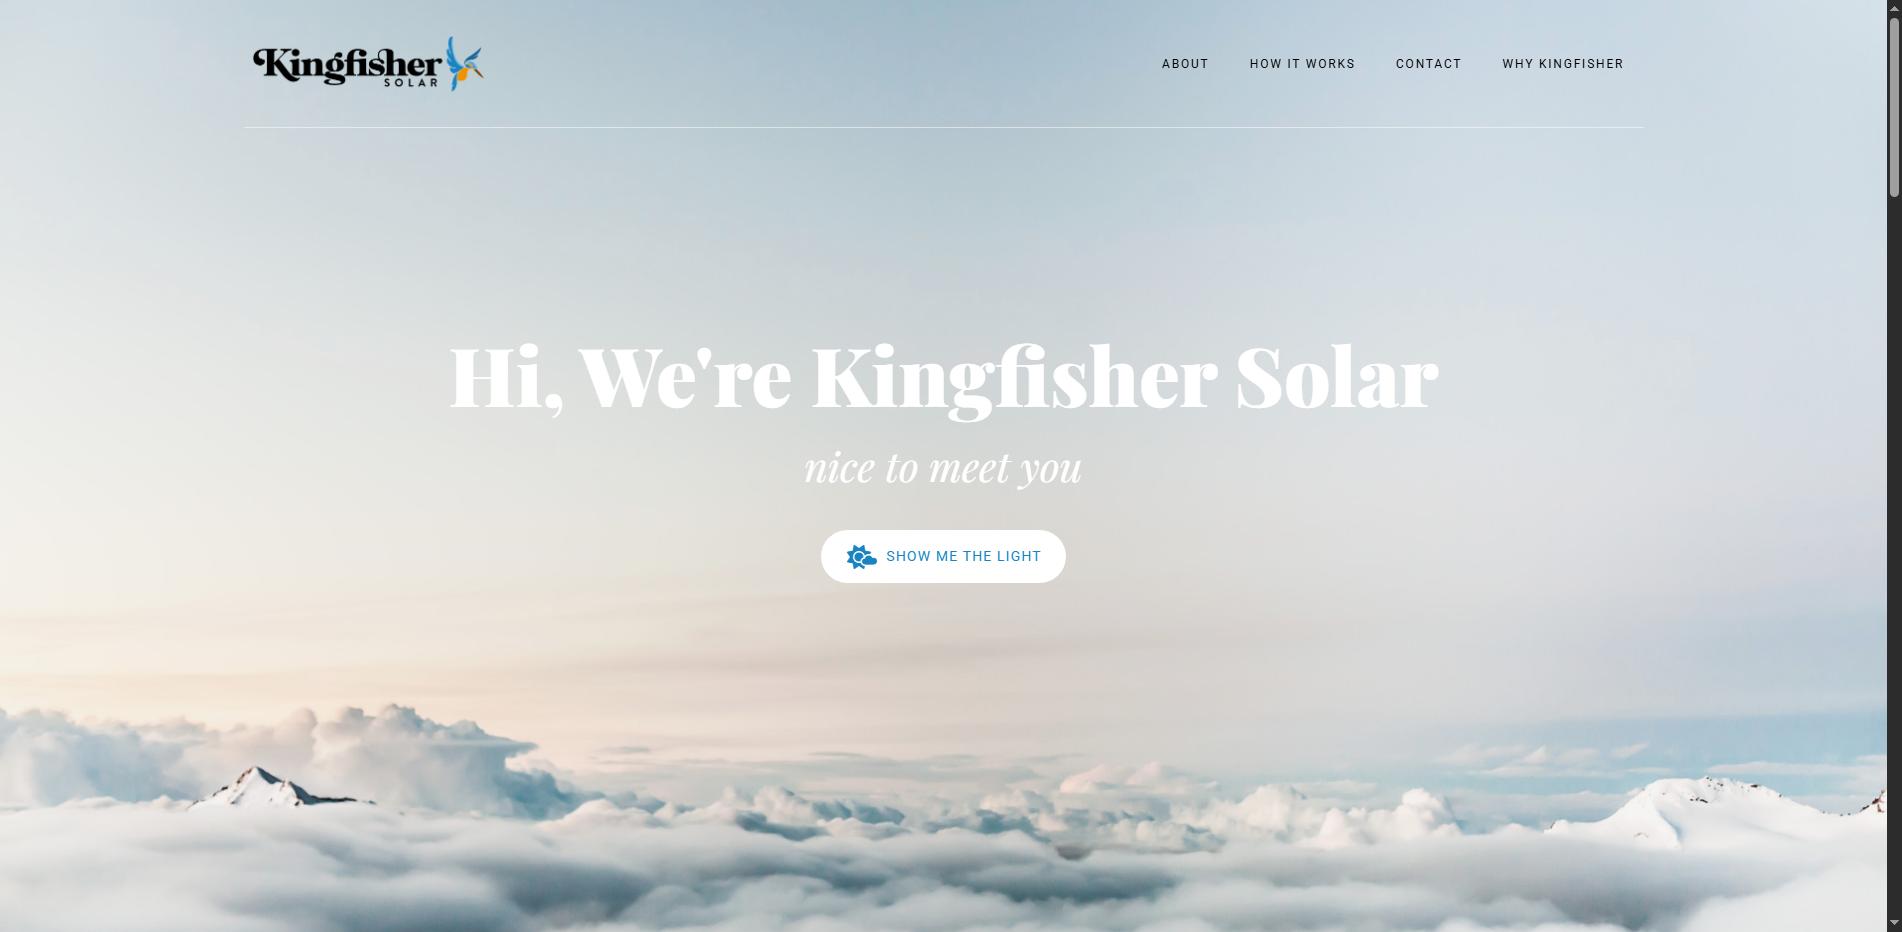 Kingfisher
SOLAR
ABOUT
HOW IT WORKS
CONTACT
WHY KINGFISHER
Hi, We're Kingfisher Solar
nice to meet you
SHOW ME THE LIGHT